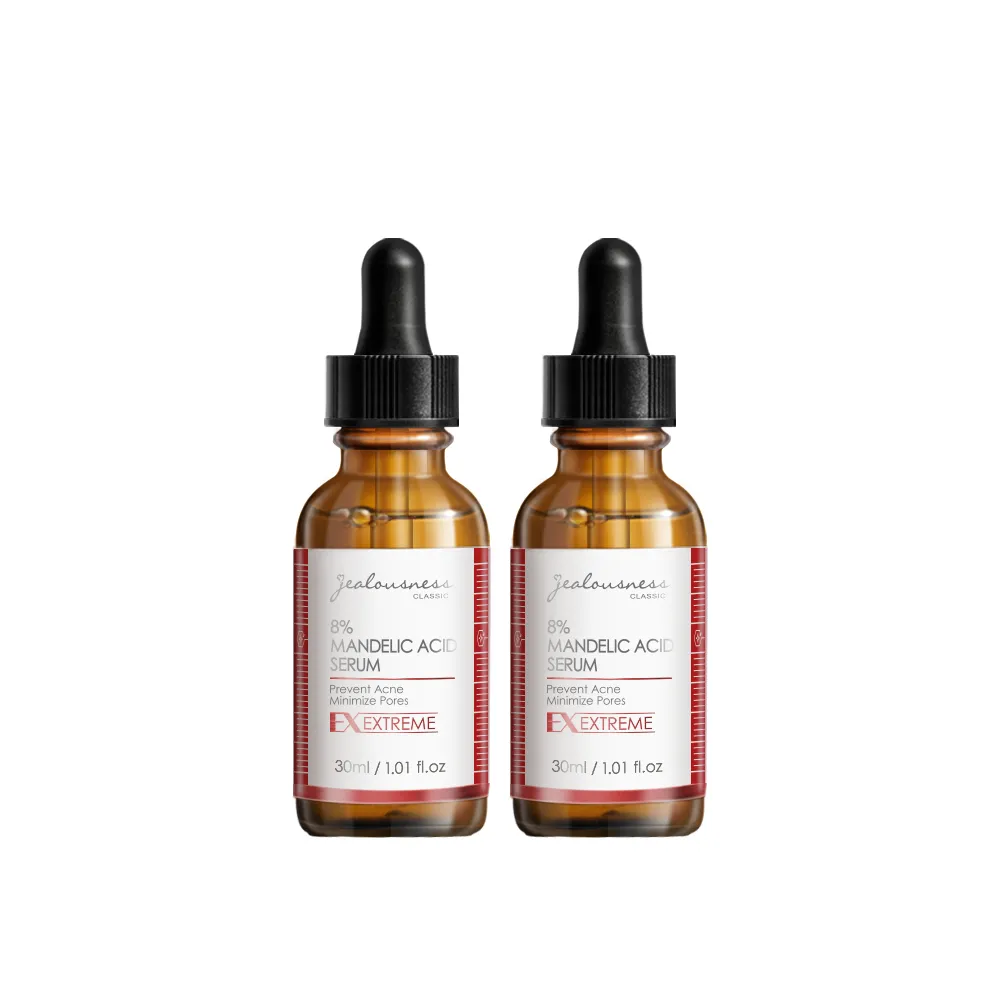 Jealousness
CLASSIC
8%
MANDELIC ACID
SERUM
Prevent Acne
Minimize Pores
EX EXTREME
30ml / 1.01 fl.oz
Jealousness
CLASSIC
8%
MANDELIC ACID
SERUM
Prevent Acne
Minimize Pores
EX EXTREME
30ml / 1.01 fl.oz